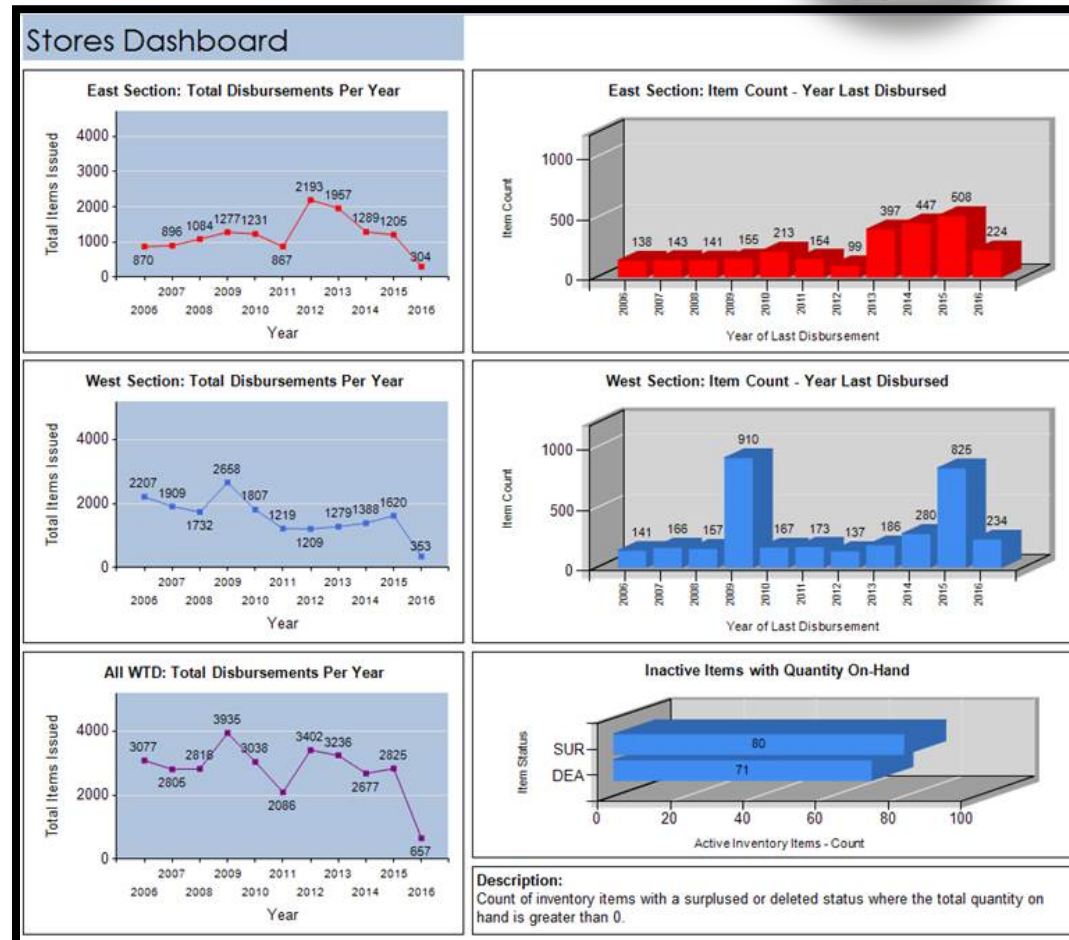 Stores Dashboard
East Section: Total Disbursements Per Year
Total Items Issued
4000
3000
2000
1000
0
870
896
1084
1277
1231
867
2193
1957
1289
1205
304
2007 2009 2011 2013 2015
2006 2008 2010 2012 2014 2016
Year
East Section: Item Count - Year Last Disbursed
Item Count
1000
500
0
138 143 141 155 213 154 99 397 447 508 224
2006 2007 2008 2009 2010 2011 2012 2013 2014 2015 2016
Year of Last Disbursement
West Section: Total Disbursements Per Year
Total Items Issued
4000
2000
0
2207
1909
1732
2658
1807
1219
1209
1279
1388
1620
353
2007 2009 2011 2013 2015
2006 2008 2010 2012 2014 2016
Year
West Section: Item Count - Year Last Disbursed
Item Count
1000
500
0
141 166 157 910 167 173 137 186 280 825 234
2006 2007 2008 2009 2010 2011 2012 2013 2014 2015 2016
Year of Last Disbursement
All WTD: Total Disbursements Per Year
Total Items Issued
4000
2000
0
3077
2805
2816
3935
3038
2086
3402
3236
2677
2825
657
2007 2009 2011 2013 2015
2006 2008 2010 2012 2014 2016
Year
Inactive Items with Quantity On-Hand
Item Status
SUR
80
DEA
71
0 20 40 60 80 100
Active Inventory Items - Count
Description:
Count of inventory items with a surplused or deleted status where the total quantity on
hand is greater than 0.